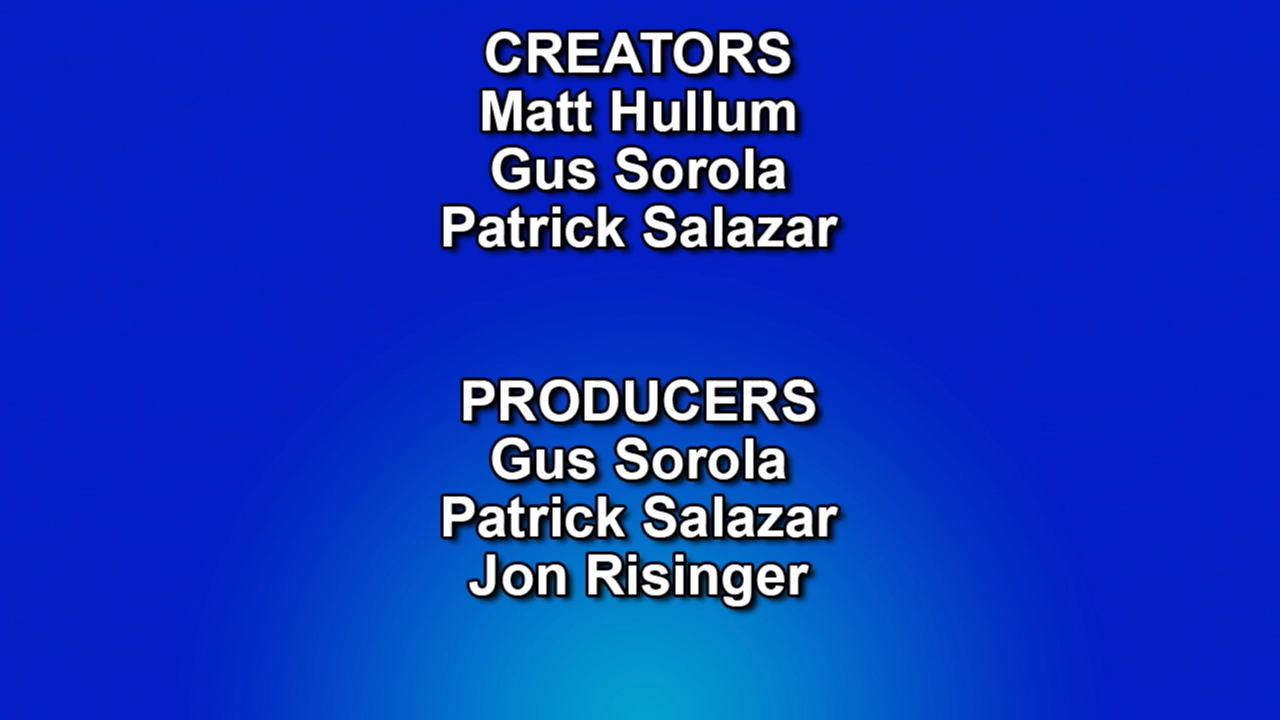 CREATORS
Matt Hullum
Gus Sorola
Patrick Salazar
PRODUCERS
Gus Sorola
Patrick Salazar
Jon Risinger